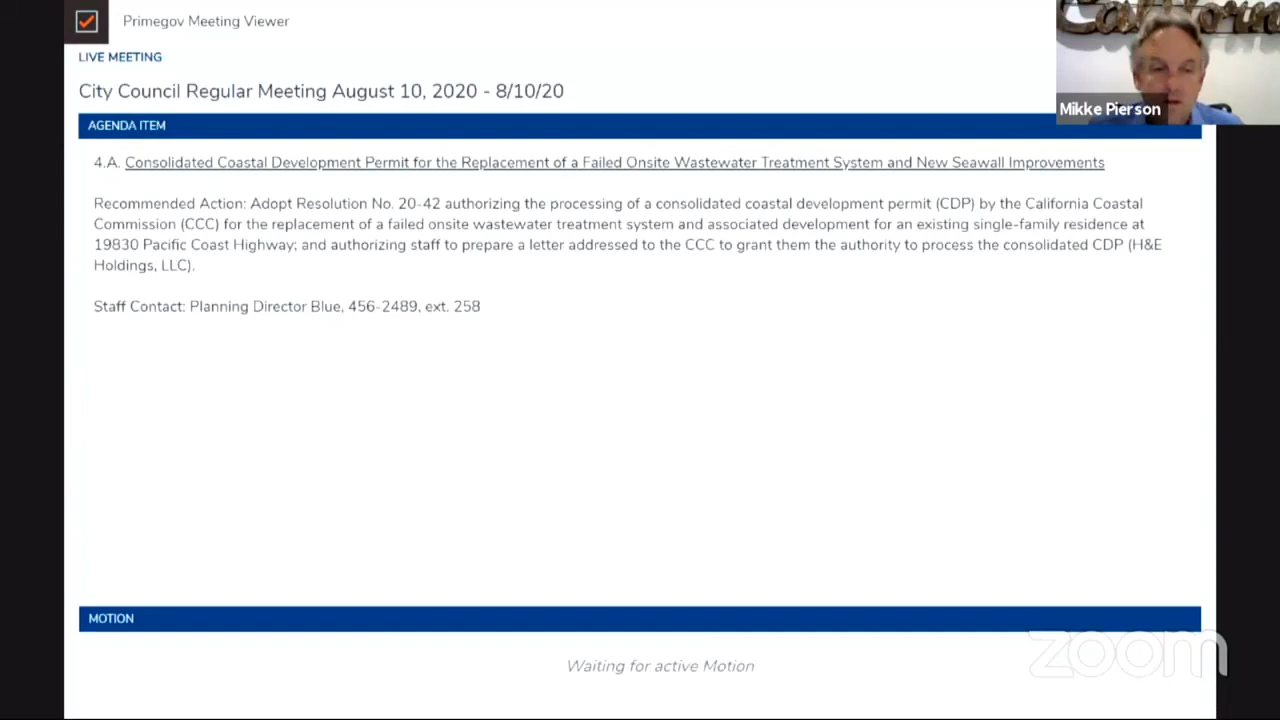 Primegov Meeting Viewer
LIVE MEETING
City Council Regular Meeting August 10, 2020 - 8/10/20
AGENDA ITEM
4.A. Consolidated Coastal Development Permit for the Replacement of a Failed Onsite Wastewater Treatment System and New Seawall Improvements
Recommended Action: Adopt Resolution No. 20-42 authorizing the processing of a consolidated coastal development permit (CDP) by the California Coastal
Commission (CCC) for the replacement of a failed onsite wastewater treatment system and associated development for an existing single-family residence at
19830 Pacific Coast Highway; and authorizing staff to prepare a letter addressed to the CCC to grant them the authority to process the consolidated CDP (H&E
Holdings, LLC).
Staff Contact: Planning Director Blue, 456-2489, ext. 258
Mikke Pierson
MOTION
Waiting for active Motion
zoom